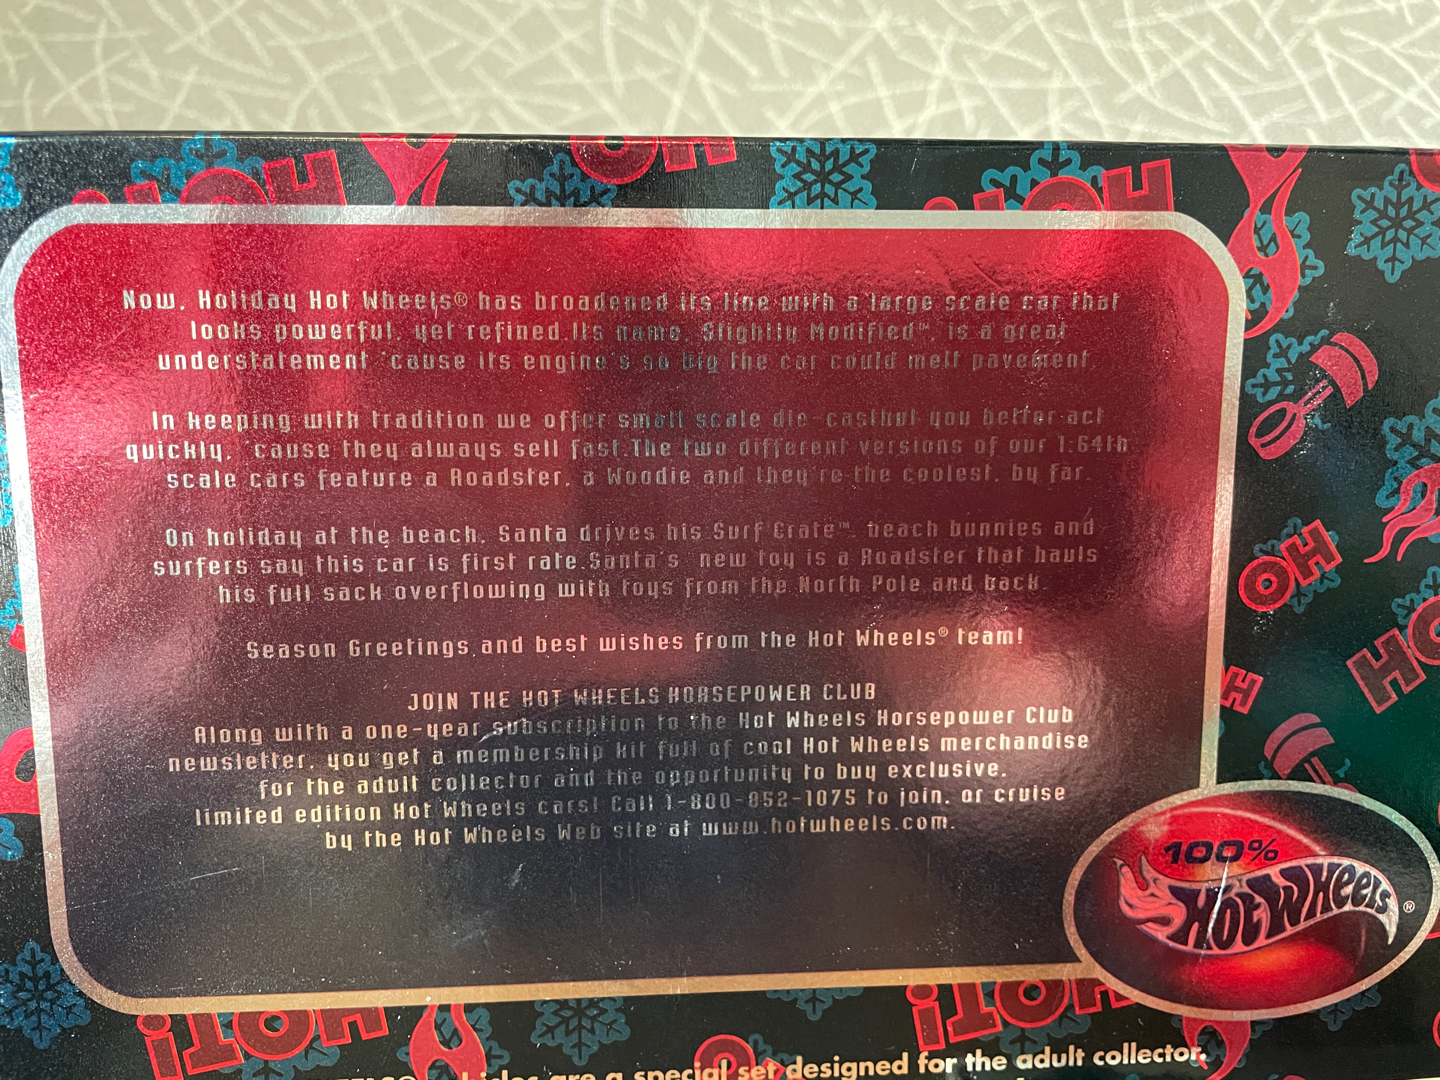 HOT!
HO
HOT!
Now, Holiday Hot Wheels® has broadened its line with a large scale car that
looks powerful, yet refined.Its name, Slightly Modified™, is a great
understatement 'cause its engine's so big the car could melt pavement.
In keeping with tradition we offer small scale die-castbut you better act
quickly, 'cause they always sell fast.The two different versions of our 1:64th
scale cars feature a Roadster, a Woodie and they're the coolest, by far.
On holiday at the beach, Santa drives his Surf Crate™, beach bunnies and
surfers say this car is first rate.Santa's new toy is a Roadster that hauls
his full sack overflowing with toys from the North Pole and back.
Season Greetings and best wishes from the Hot Wheels® team!
JOIN THE HOT WHEELS HORSEPOWER CLUB
Along with a one-year subscription to the Hot Wheels Horsepower Club
newsletter, you get a membership kit full of cool Hot Wheels merchandise
for the adult collector and the opportunity to buy exclusive,
limited edition Hot Wheels cars! Call 1-800-852-1075 to join, or cruise
by the Hot Wheels Web site at www.hotwheels.com.
HO
HO
H
100%
HOT WHEELS®
HOT!
HOT!
are a special set designed for the adult collector.